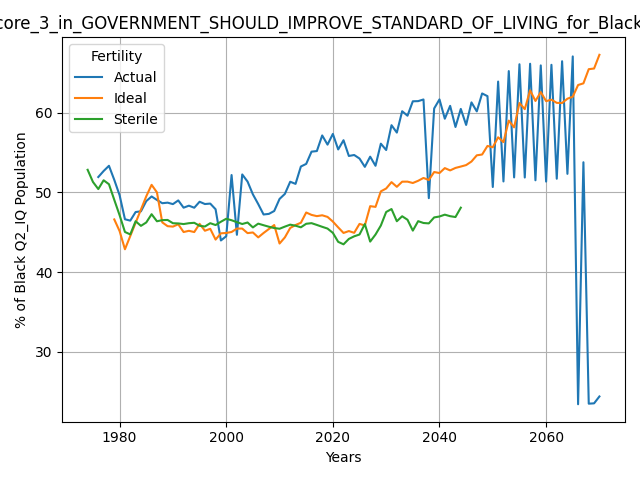 core_3_in_GOVERNMENT_SHOULD_IMPROVE_STANDARD_OF_LIVING_for_Black
Fertility
Actual
Ideal
Sterile
% of Black Q2_IQ Population
60
50
40
30
1980
2000
2020
2040
2060
Years